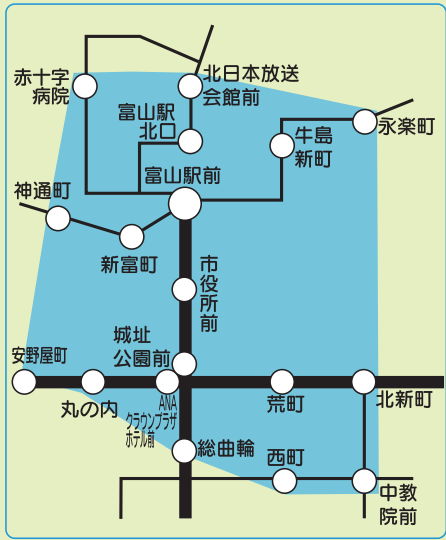 赤十字
病院
北日本放送
会館前
富山駅
北口
永楽町
牛島
新町
富山駅前
神通町
新富町
市役所前
城址
公園前
安野屋町
丸の内
ANA
クラウンプラザ
ホテル前
荒町
北新町
総曲輪
西町
中教
院前